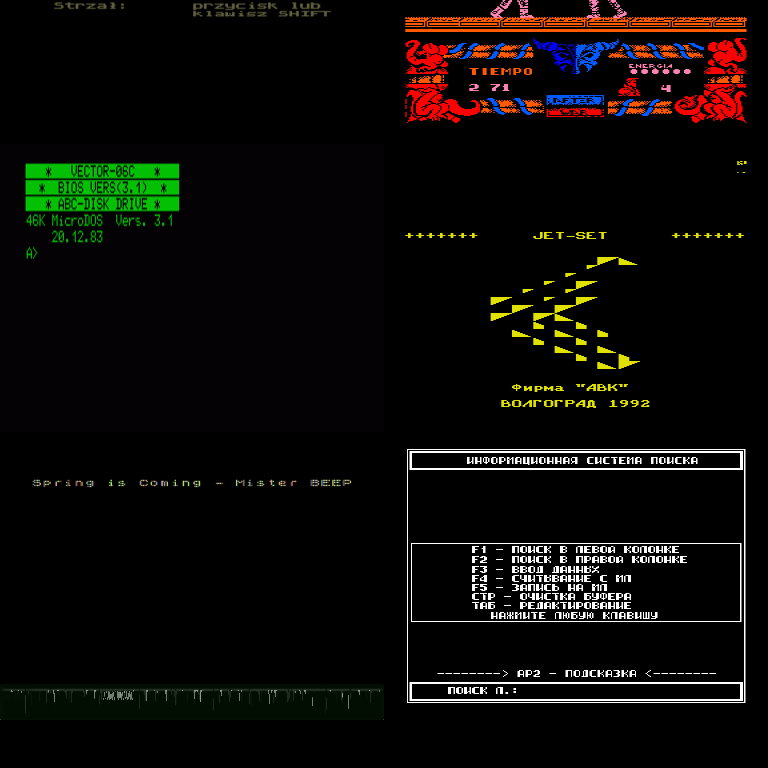 Strzał: przycisk lub
klawisz SHIFT
TIEMPO ENERGIA
2 71 4
AFTER
WAR
* VECTOR-06C *
* BIOS VERS(3.1) *
* ABC-DISK DRIVE *
46K MicroDOS Vers. 3.1
20.12.83
A>
+++++++ JET-SET +++++++
Фирма "АВК"
ВОЛГОГРАД 1992
Spring is Coming - Mister BEEP
ИНФОРМАЦИОННАЯ СИСТЕМА ПОИСКА
F1 - ПОИСК В ЛЕВОЙ КОЛОНКЕ
F2 - ПОИСК В ПРАВОЙ КОЛОНКЕ
F3 - ВВОД ДАННЫХ
F4 - СЧИТЫВАНИЕ С МЛ
F5 - ЗАПИСЬ НА МЛ
СТР - ОЧИСТКА БУФЕРА
ТАБ - РЕДАКТИРОВАНИЕ
НАЖМИТЕ ЛЮБУЮ КЛАВИШУ
--------> АР2 - ПОДСКАЗКА <--------
ПОИСК Л.: